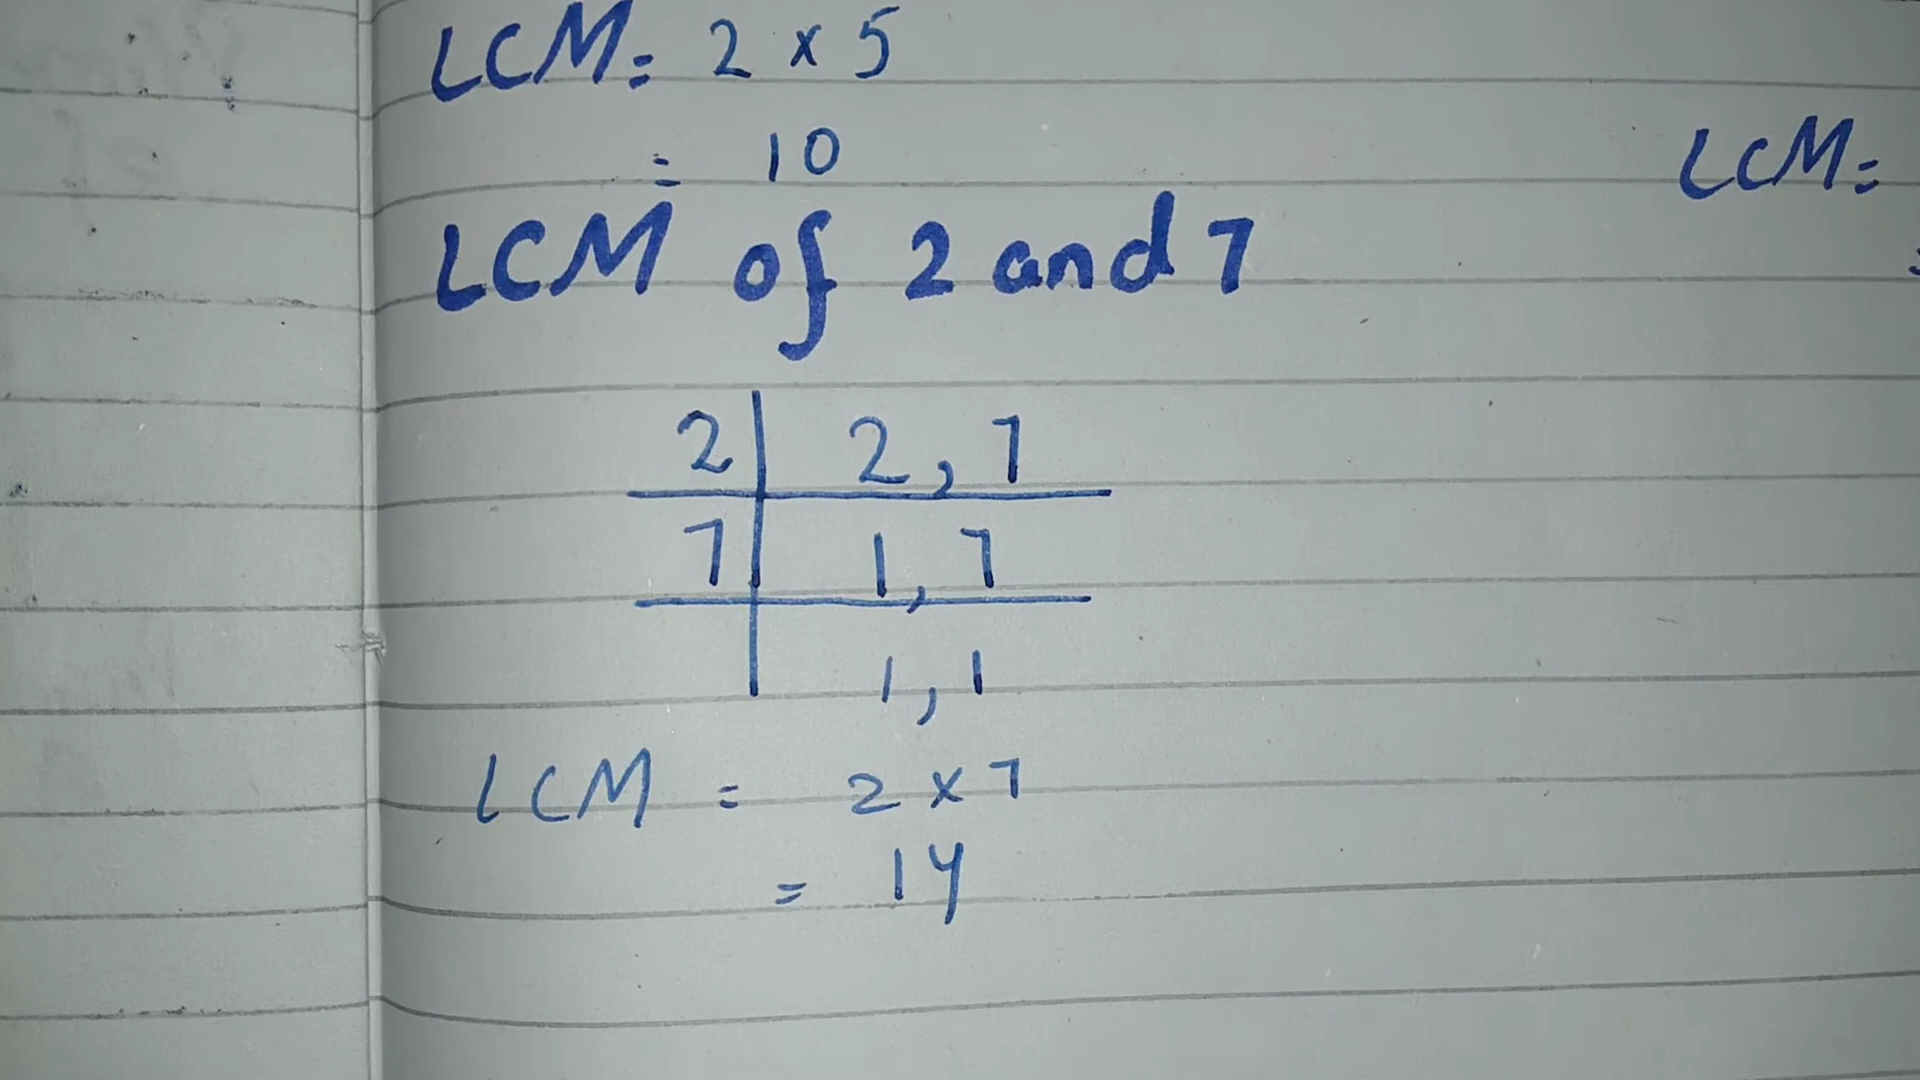 LCM = 2 x 5
= 10
LCM =
LCM of 2 and 7
2 | 2, 7
7 | 1, 7
1, 1
LCM = 2 x 7
= 14